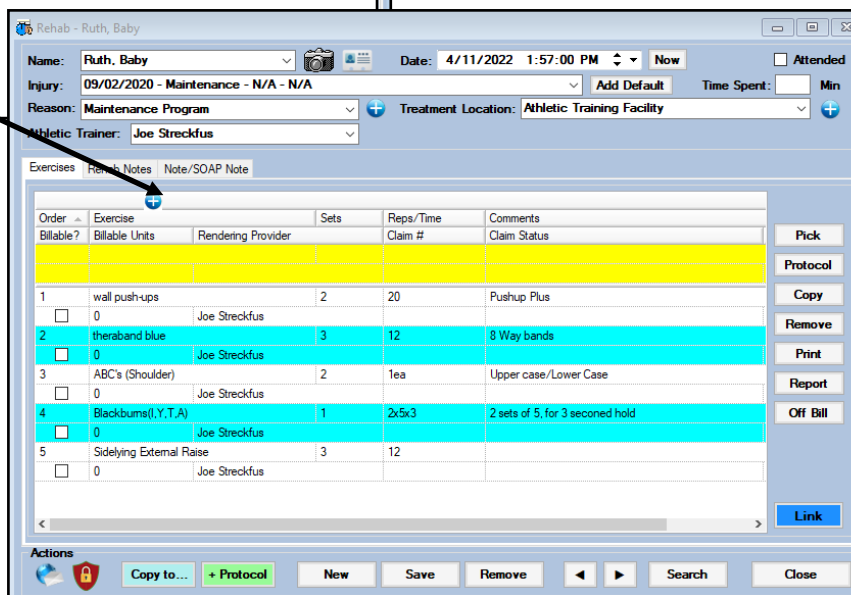 Rehab - Ruth, Baby
Name: Ruth, Baby Date: 4/11/2022 1:57:00 PM Now Attended
Injury: 09/02/2020 - Maintenance - N/A - N/A Add Default Time Spent: Min
Reason: Maintenance Program Treatment Location: Athletic Training Facility
Athletic Trainer: Joe Streckfus
Exercises Rehab Notes Note/SOAP Note
Order Exercise Sets Reps/Time Comments
Billable? Billable Units Rendering Provider Claim # Claim Status
Pick
Protocol
Copy
Remove
Print
Report
Off Bill
Link
1 wall push-ups 2 20 Pushup Plus
0 Joe Streckfus
2 theraband blue 3 12 8 Way bands
0 Joe Streckfus
3 ABC's (Shoulder) 2 1ea Upper case/Lower Case
0 Joe Streckfus
4 Blackburns(I,Y,T,A) 1 2x5x3 2 sets of 5, for 3 seconed hold
0 Joe Streckfus
5 Sidelying External Raise 3 12
0 Joe Streckfus
Actions
Copy to... + Protocol New Save Remove Search Close